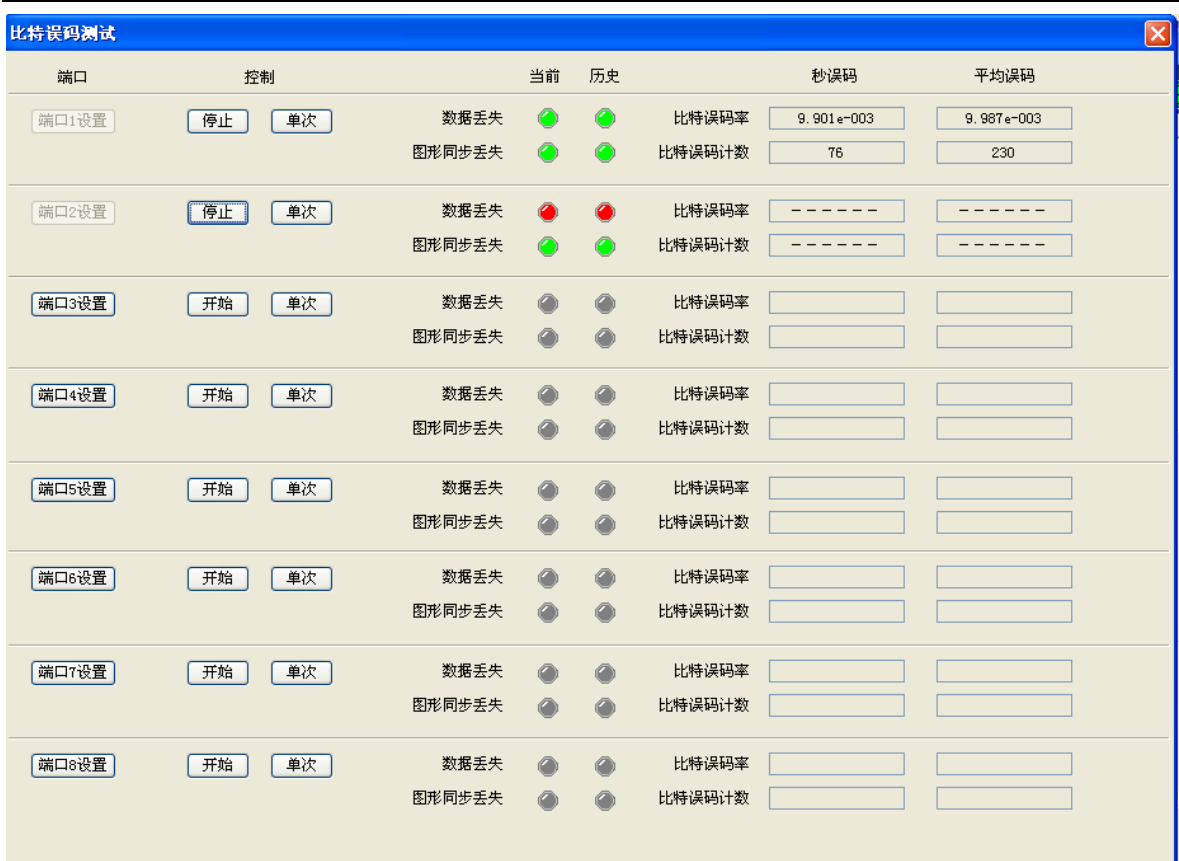 比特误码测试
端口 控制 当前 历史 秒误码 平均误码
端口1设置 停止 单次 数据丢失 比特误码率 9.901e-003 9.987e-003
图形同步丢失 比特误码计数 76 230
端口2设置 停止 单次 数据丢失 比特误码率 ------ ------
图形同步丢失 比特误码计数 ------ ------
端口3设置 开始 单次 数据丢失 比特误码率
图形同步丢失 比特误码计数
端口4设置 开始 单次 数据丢失 比特误码率
图形同步丢失 比特误码计数
端口5设置 开始 单次 数据丢失 比特误码率
图形同步丢失 比特误码计数
端口6设置 开始 单次 数据丢失 比特误码率
图形同步丢失 比特误码计数
端口7设置 开始 单次 数据丢失 比特误码率
图形同步丢失 比特误码计数
端口8设置 开始 单次 数据丢失 比特误码率
图形同步丢失 比特误码计数